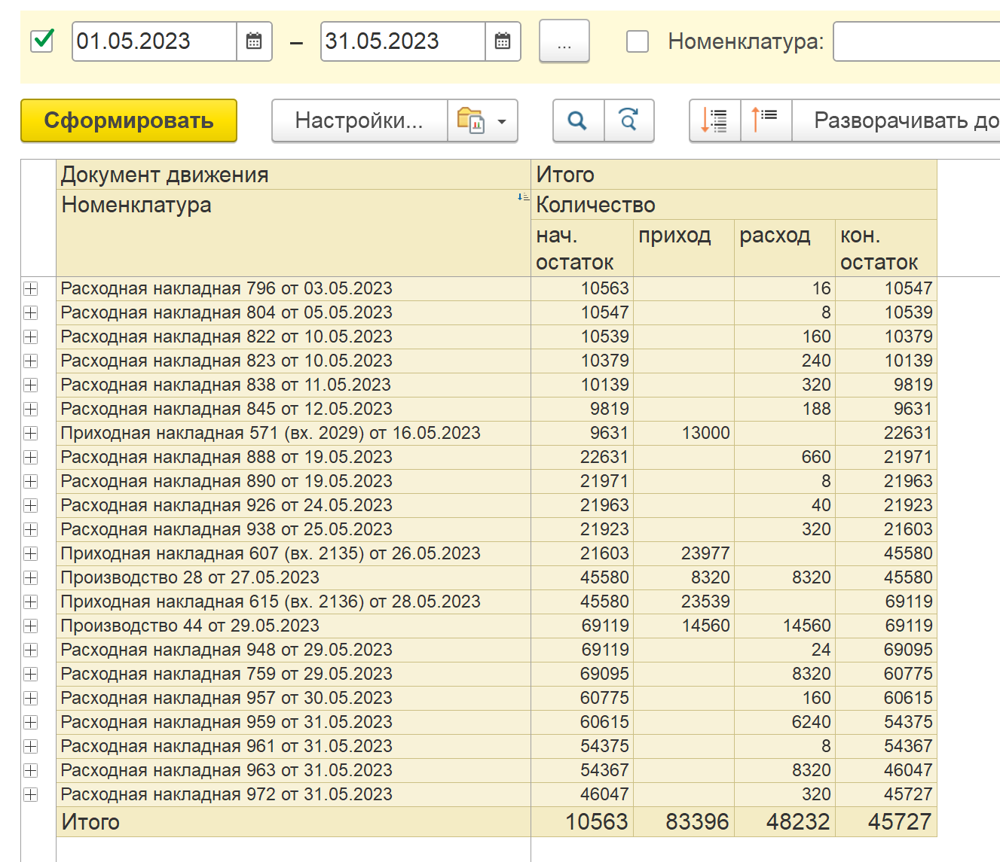 01.05.2023 – 31.05.2023 ... Номенклатура:
Сформировать Настройки... Разворачивать до
Документ движения Итого
Номенклатура Количество
нач. остаток приход расход кон. остаток
Расходная накладная 796 от 03.05.2023 10563 16 10547
Расходная накладная 804 от 05.05.2023 10547 8 10539
Расходная накладная 822 от 10.05.2023 10539 160 10379
Расходная накладная 823 от 10.05.2023 10379 240 10139
Расходная накладная 838 от 11.05.2023 10139 320 9819
Расходная накладная 845 от 12.05.2023 9819 188 9631
Приходная накладная 571 (вх. 2029) от 16.05.2023 9631 13000 22631
Расходная накладная 888 от 19.05.2023 22631 660 21971
Расходная накладная 890 от 19.05.2023 21971 8 21963
Расходная накладная 926 от 24.05.2023 21963 40 21923
Расходная накладная 938 от 25.05.2023 21923 320 21603
Приходная накладная 607 (вх. 2135) от 26.05.2023 21603 23977 45580
Производство 28 от 27.05.2023 45580 8320 8320 45580
Приходная накладная 615 (вх. 2136) от 28.05.2023 45580 23539 69119
Производство 44 от 29.05.2023 69119 14560 14560 69119
Расходная накладная 948 от 29.05.2023 69119 24 69095
Расходная накладная 759 от 29.05.2023 69095 8320 60775
Расходная накладная 957 от 30.05.2023 60775 160 60615
Расходная накладная 959 от 31.05.2023 60615 6240 54375
Расходная накладная 961 от 31.05.2023 54375 8 54367
Расходная накладная 963 от 31.05.2023 54367 8320 46047
Расходная накладная 972 от 31.05.2023 46047 320 45727
Итого 10563 83396 48232 45727